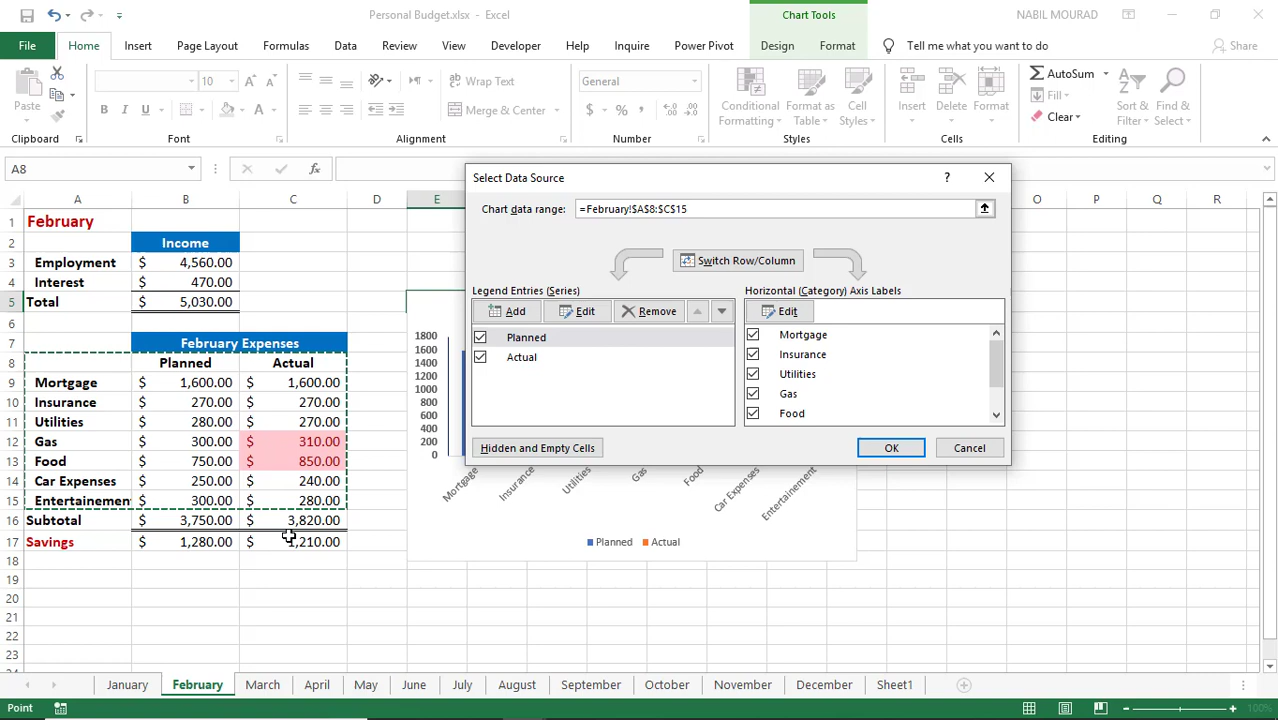 Personal Budget.xlsx - Excel
Chart Tools
NABIL MOURAD
File Home Insert Page Layout Formulas Data Review View Developer Help Inquire Power Pivot Design Format Tell me what you want to do Share
Paste
10
B I U
Wrap Text
Merge & Center
General
$ % ,
Conditional Formatting
Format as Table
Cell Styles
Insert
Delete
Format
AutoSum
Fill
Clear
Sort & Filter
Find & Select
Clipboard Font Alignment Number Styles Cells Editing
A8
fx
A B C D E O P Q R
1 February
2 Income
3 Employment $ 4,560.00
4 Interest $ 470.00
5 Total $ 5,030.00
6
7 February Expenses
8 Planned Actual
9 Mortgage $ 1,600.00 $ 1,600.00
10 Insurance $ 270.00 $ 270.00
11 Utilities $ 280.00 $ 270.00
12 Gas $ 300.00 $ 310.00
13 Food $ 750.00 $ 850.00
14 Car Expenses $ 250.00 $ 240.00
15 Entertainemen $ 300.00 $ 280.00
16 Subtotal $ 3,750.00 $ 3,820.00
17 Savings $ 1,280.00 $ 1,210.00
18
19
20
21
22
23
Select Data Source
?
Chart data range: =February!$A$8:$C$15
Switch Row/Column
Legend Entries (Series)
Add Edit Remove
Planned
Actual
Horizontal (Category) Axis Labels
Edit
Mortgage
Insurance
Utilities
Gas
Food
Hidden and Empty Cells
OK
Cancel
1800
1600
1400
1200
1000
800
600
400
200
0
Mortgage Insurance Utilities Gas Food Car Expenses Entertainement
Planned Actual
January February March April May June July August September October November December Sheet1
Point
100%